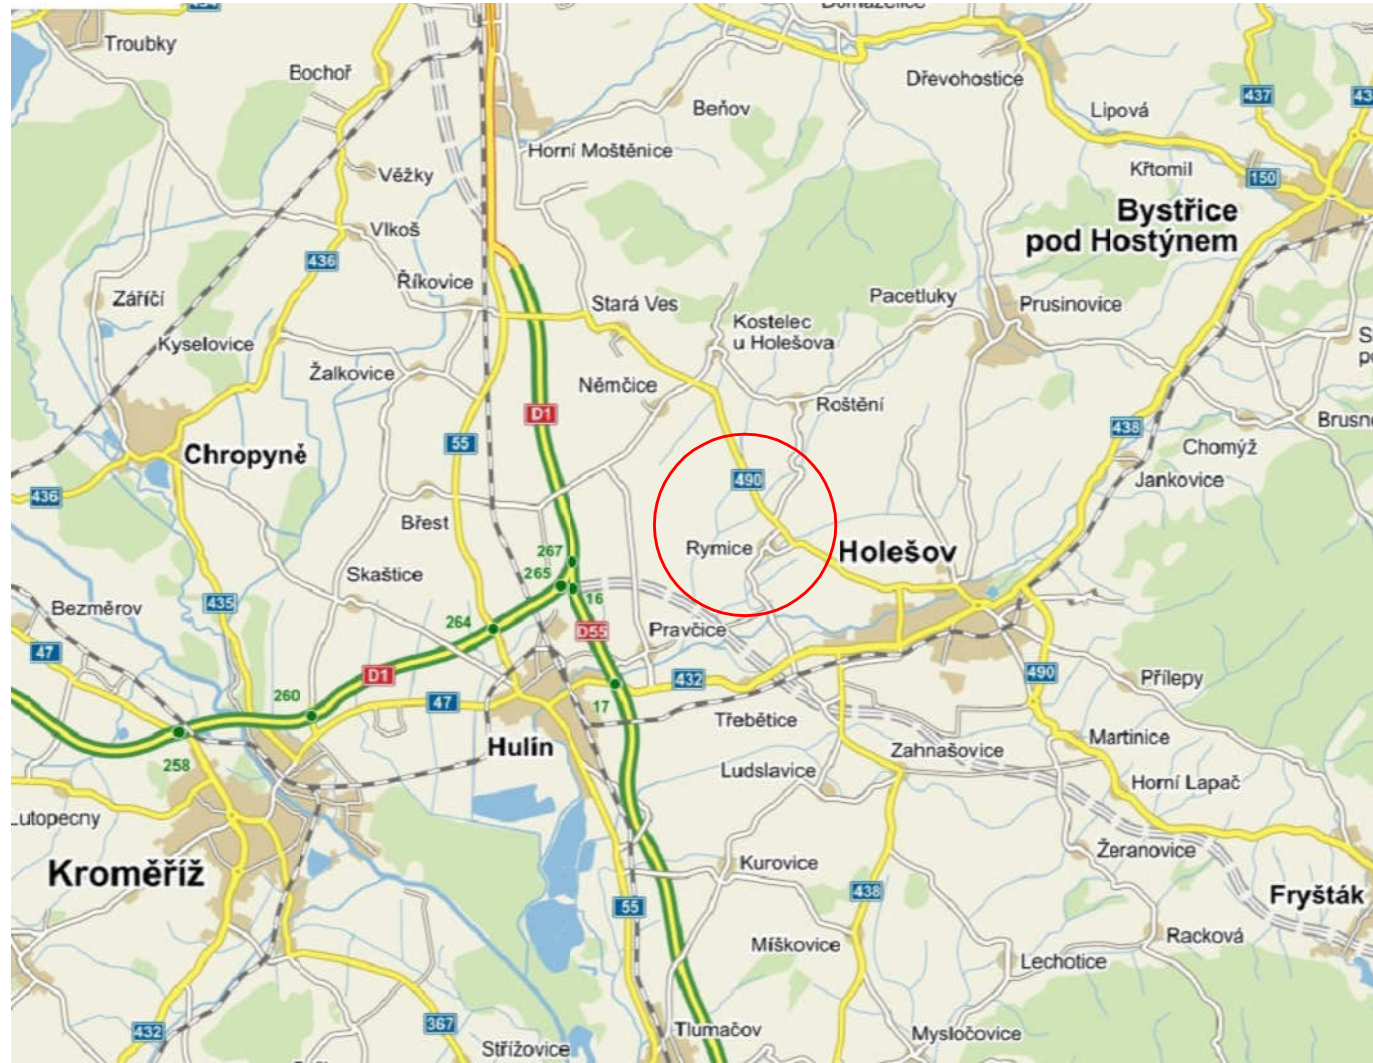 Troubky
Bochoř
Dřevohostice
437
Beňov
Lipová
Horní Moštěnice
Věžky
Křtomil
150
Bystřice
pod Hostýnem
Vlkoš
436
Říkovice
Záříčí
Stará Ves
Pacetluky
Prusinovice
Kostelec
u Holešova
Kyselovice
Žalkovice
Němčice
Roštění
D1
55
438
Chomýž
Chropyně
490
Jankovice
436
Břest
Rymice
Holešov
267
265
16
Skaštice
435
Bezměrov
264
D55
Pravčice
47
D1
260
47
432
490
Přílepy
17
Třebětice
Hulín
Martinice
Zahnašovice
258
Ludslavice
Horní Lapač
Lutopecny
Kroměříž
Kurovice
Žeranovice
438
Fryšták
55
Míškovice
Racková
Lechotice
432
367
Tlumačov
Mysločovice
Střížovice